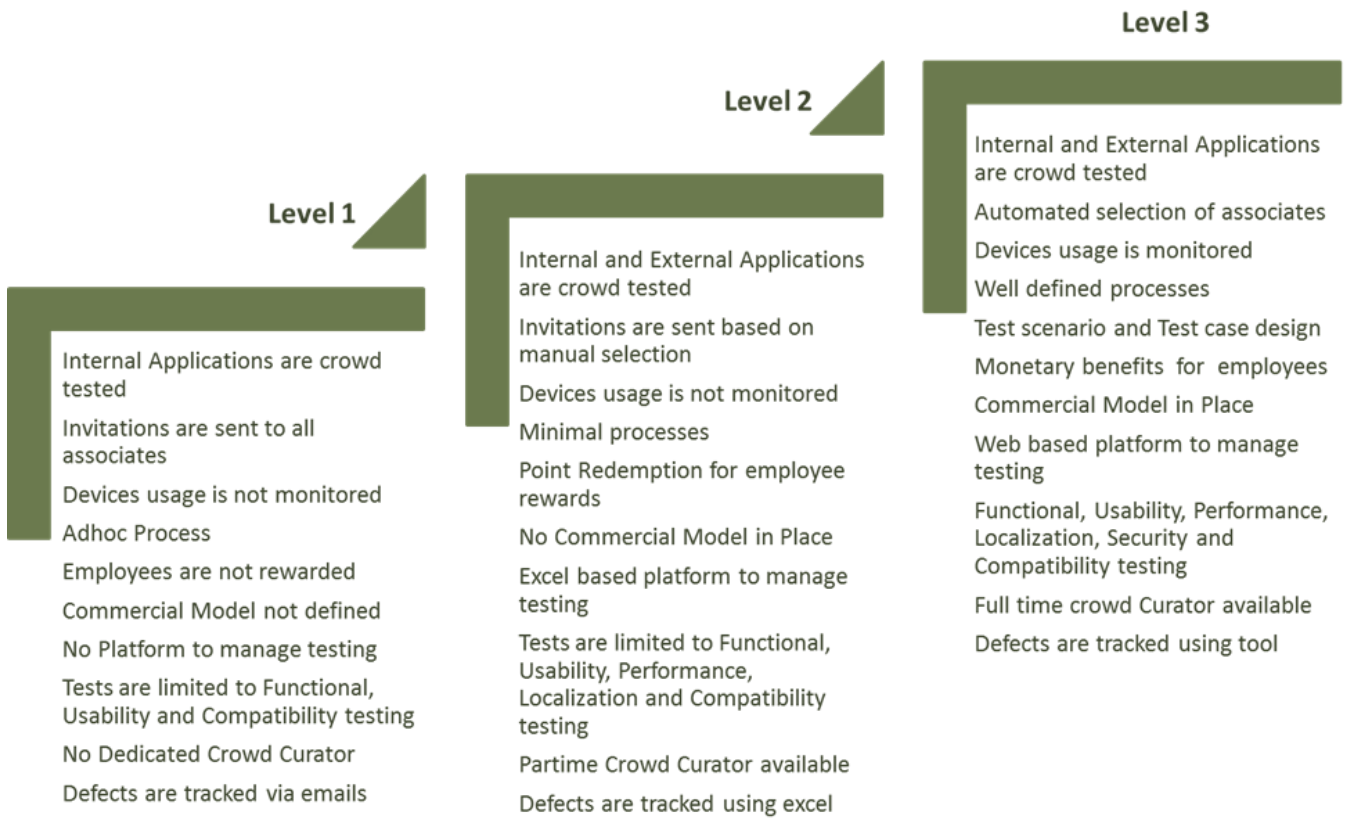 Level 1
Internal Applications are crowd
tested
Invitations are sent to all
associates
Devices usage is not monitored
Adhoc Process
Employees are not rewarded
Commercial Model not defined
No Platform to manage testing
Tests are limited to Functional,
Usability and Compatibility testing
No Dedicated Crowd Curator
Defects are tracked via emails
Level 2
Internal and External Applications
are crowd tested
Invitations are sent based on
manual selection
Devices usage is not monitored
Minimal processes
Point Redemption for employee
rewards
No Commercial Model in Place
Excel based platform to manage
testing
Tests are limited to Functional,
Usability, Performance,
Localization and Compatibility
testing
Partime Crowd Curator available
Defects are tracked using excel
Level 3
Internal and External Applications
are crowd tested
Automated selection of associates
Devices usage is monitored
Well defined processes
Test scenario and Test case design
Monetary benefits for employees
Commercial Model in Place
Web based platform to manage
testing
Functional, Usability, Performance,
Localization, Security and
Compatibility testing
Full time crowd Curator available
Defects are tracked using tool